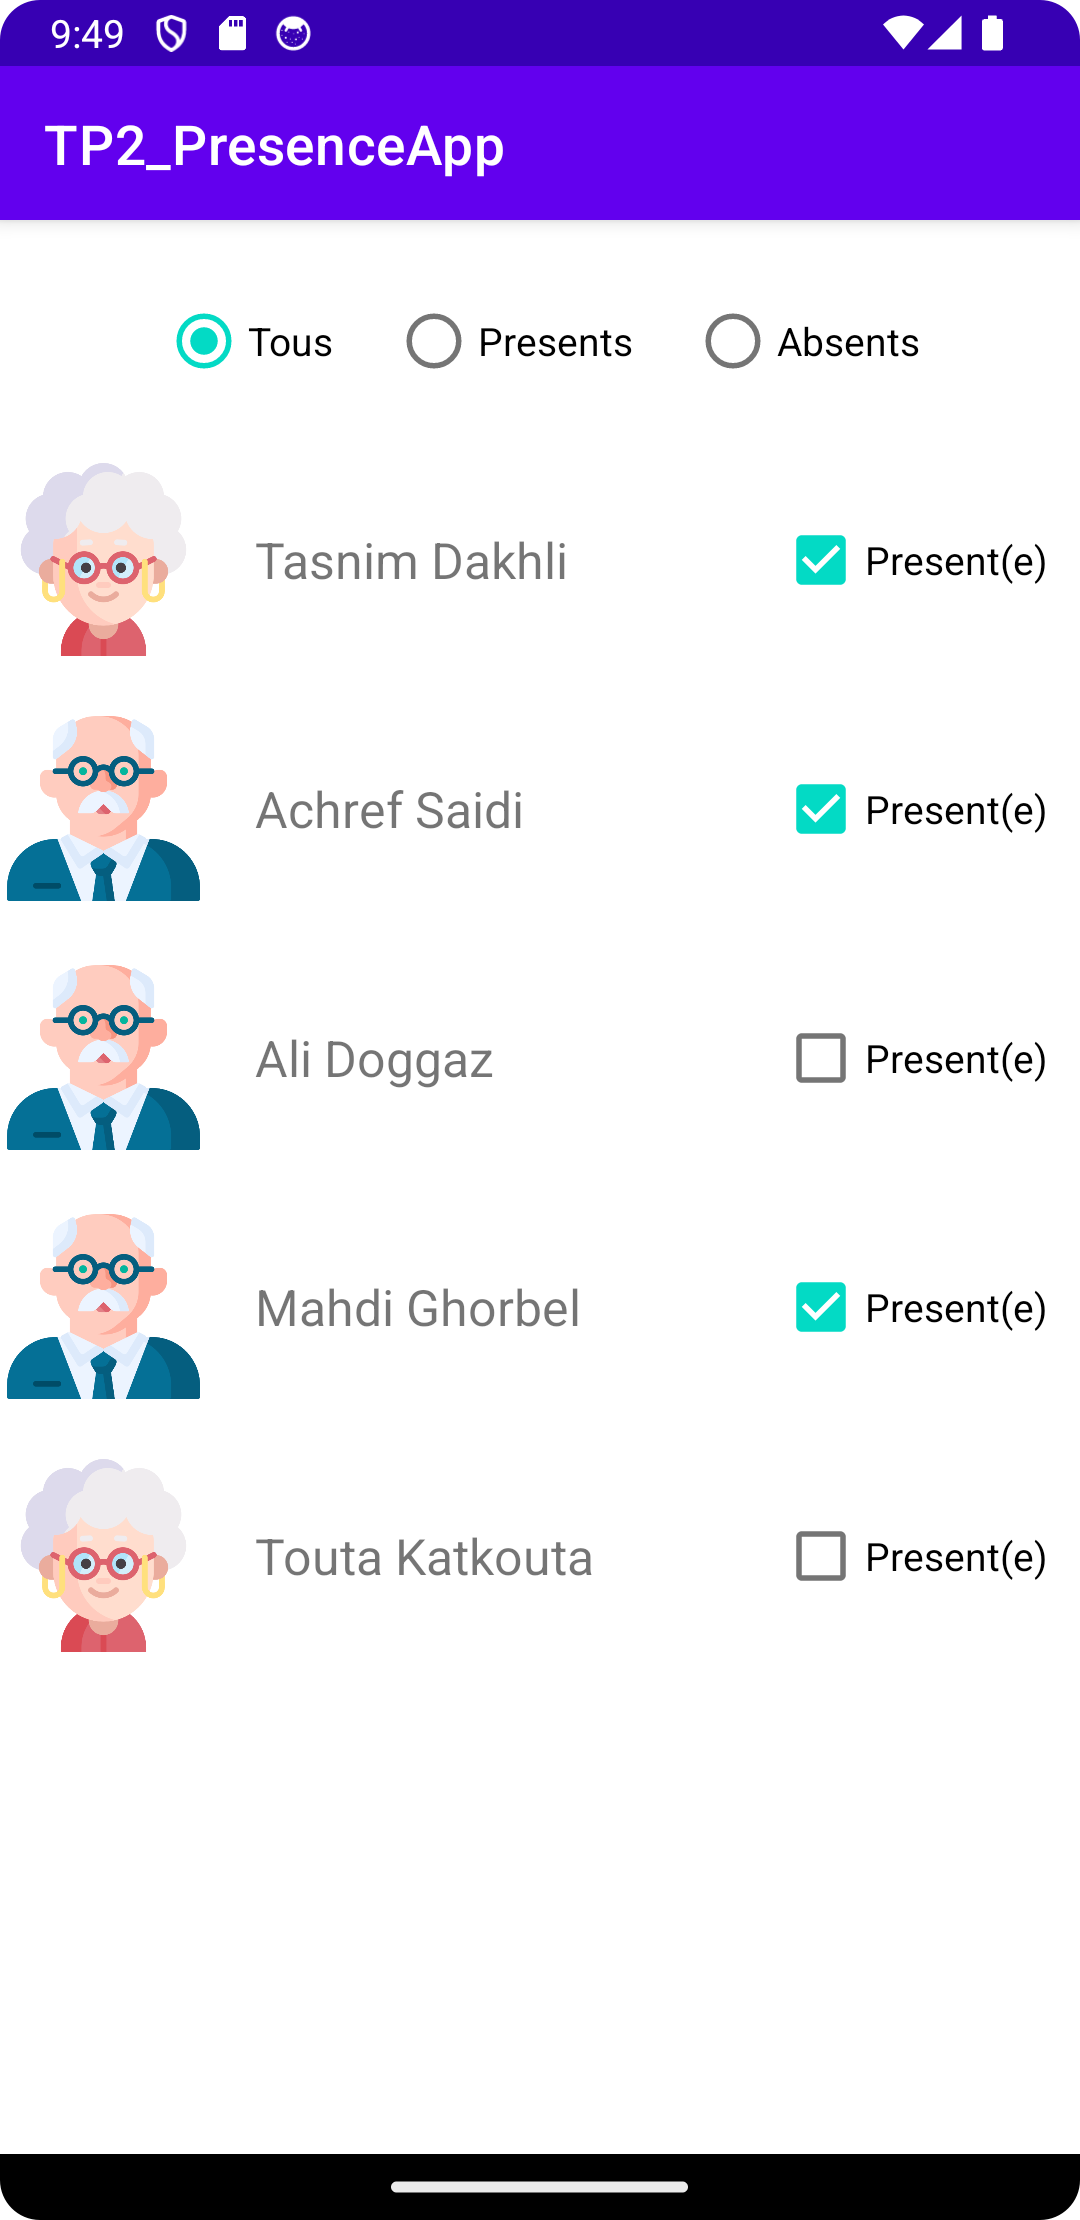 9:49
TP2_PresenceApp
Tous Presents Absents
Tasnim Dakhli Present(e)
Achref Saidi Present(e)
Ali Doggaz Present(e)
Mahdi Ghorbel Present(e)
Touta Katkouta Present(e)